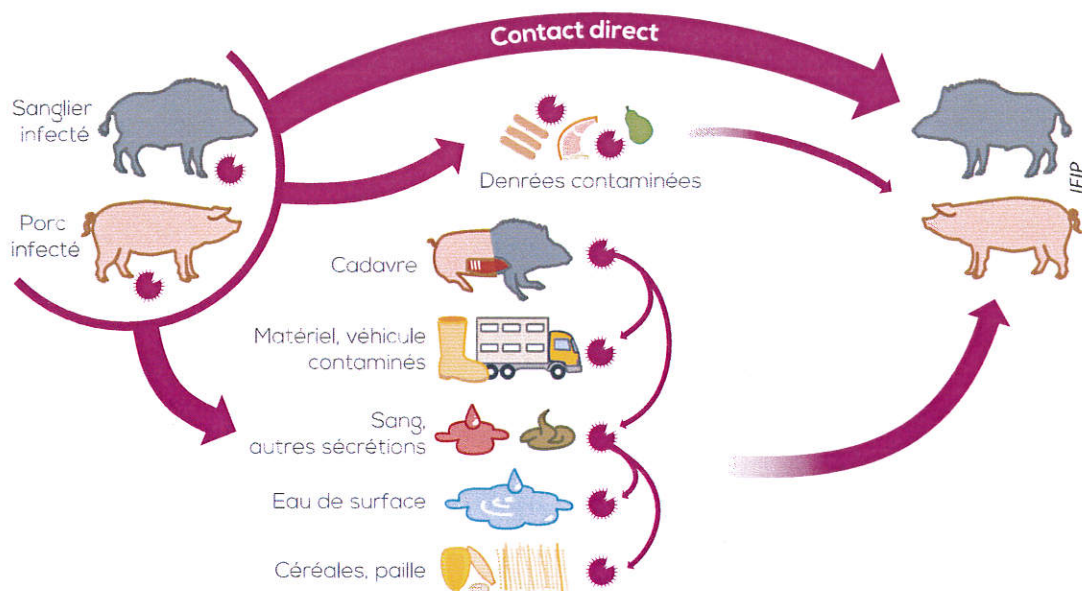 Contact direct
Sanglier
infecté
Denrées contaminées
IFIP
Porc
infecté
Cadavre
Matériel, véhicule
contaminés
Sang,
autres sécrétions
Eau de surface
Céréales, paille